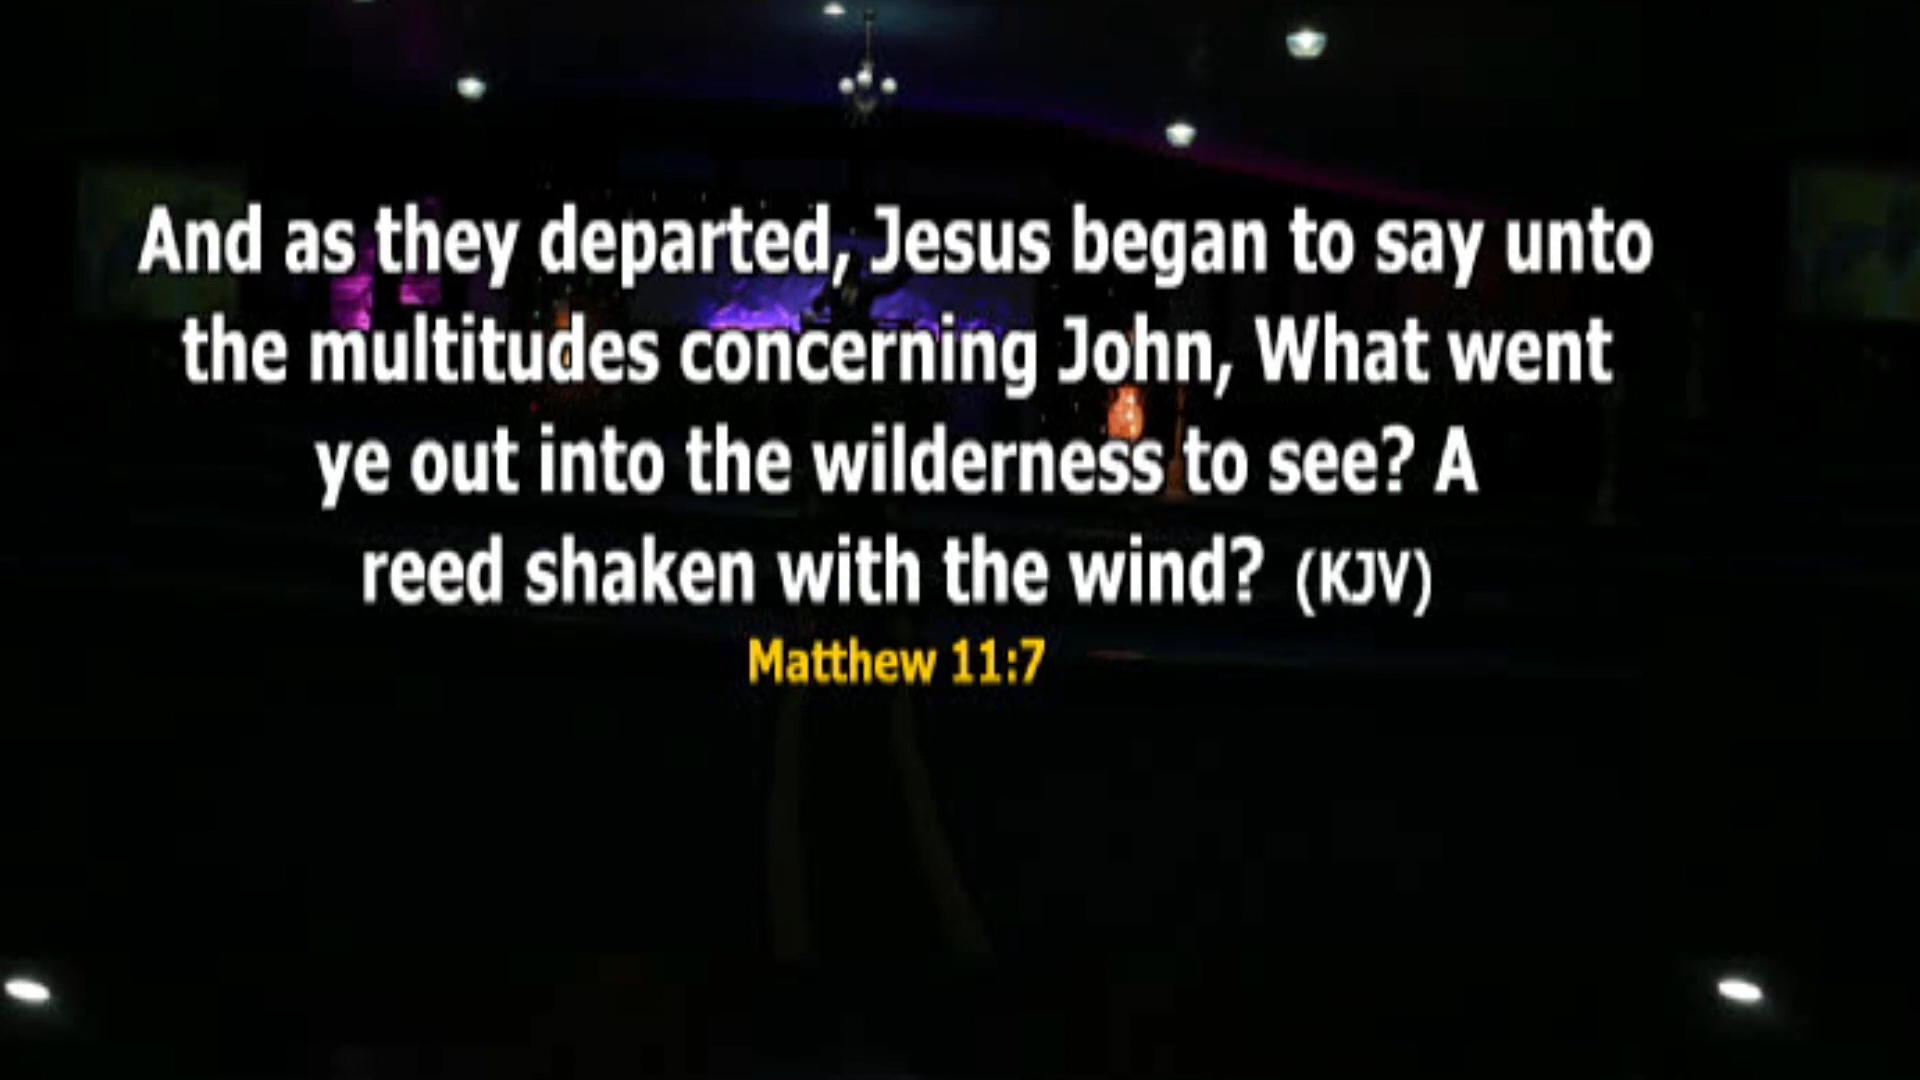 And as they departed, Jesus began to say unto
the multitudes concerning John, What went
ye out into the wilderness to see? A
reed shaken with the wind? (KJV)
Matthew 11:7